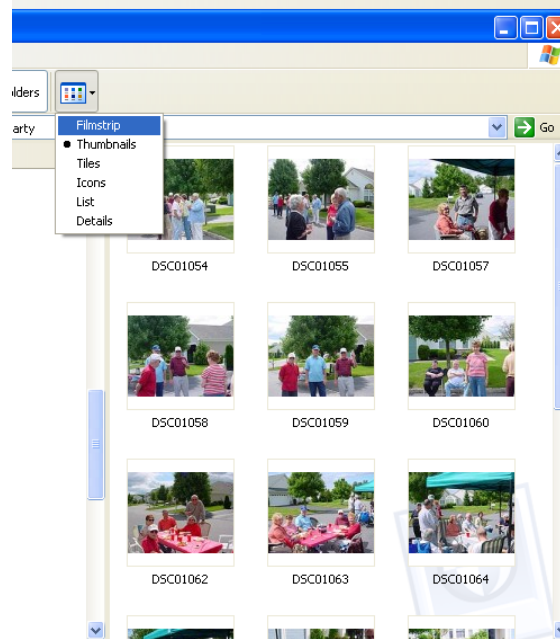 olders
arty
Go
Filmstrip
Thumbnails
Tiles
Icons
List
Details
DSC01054 DSC01055 DSC01057
DSC01058 DSC01059 DSC01060
DSC01062 DSC01063 DSC01064